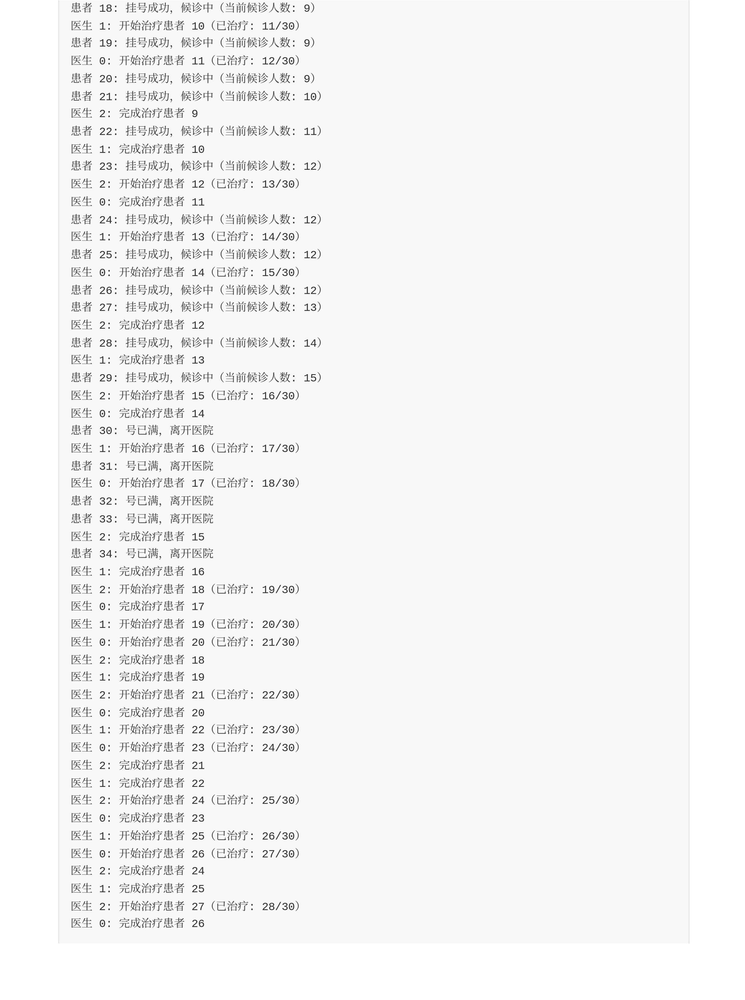 患者 18: 挂号成功，候诊中（当前候诊人数: 9）
医生 1: 开始治疗患者 10（已治疗: 11/30）
患者 19: 挂号成功，候诊中（当前候诊人数: 9）
医生 0: 开始治疗患者 11（已治疗: 12/30）
患者 20: 挂号成功，候诊中（当前候诊人数: 9）
患者 21: 挂号成功，候诊中（当前候诊人数: 10）
医生 2: 完成治疗患者 9
患者 22: 挂号成功，候诊中（当前候诊人数: 11）
医生 1: 完成治疗患者 10
患者 23: 挂号成功，候诊中（当前候诊人数: 12）
医生 2: 开始治疗患者 12（已治疗: 13/30）
医生 0: 完成治疗患者 11
患者 24: 挂号成功，候诊中（当前候诊人数: 12）
医生 1: 开始治疗患者 13（已治疗: 14/30）
患者 25: 挂号成功，候诊中（当前候诊人数: 12）
医生 0: 开始治疗患者 14（已治疗: 15/30）
患者 26: 挂号成功，候诊中（当前候诊人数: 12）
患者 27: 挂号成功，候诊中（当前候诊人数: 13）
医生 2: 完成治疗患者 12
患者 28: 挂号成功，候诊中（当前候诊人数: 14）
医生 1: 完成治疗患者 13
患者 29: 挂号成功，候诊中（当前候诊人数: 15）
医生 2: 开始治疗患者 15（已治疗: 16/30）
医生 0: 完成治疗患者 14
患者 30: 号已满，离开医院
医生 1: 开始治疗患者 16（已治疗: 17/30）
患者 31: 号已满，离开医院
医生 0: 开始治疗患者 17（已治疗: 18/30）
患者 32: 号已满，离开医院
患者 33: 号已满，离开医院
医生 2: 完成治疗患者 15
患者 34: 号已满，离开医院
医生 1: 完成治疗患者 16
医生 2: 开始治疗患者 18（已治疗: 19/30）
医生 0: 完成治疗患者 17
医生 1: 开始治疗患者 19（已治疗: 20/30）
医生 0: 开始治疗患者 20（已治疗: 21/30）
医生 2: 完成治疗患者 18
医生 1: 完成治疗患者 19
医生 2: 开始治疗患者 21（已治疗: 22/30）
医生 0: 完成治疗患者 20
医生 1: 开始治疗患者 22（已治疗: 23/30）
医生 0: 开始治疗患者 23（已治疗: 24/30）
医生 2: 完成治疗患者 21
医生 1: 完成治疗患者 22
医生 2: 开始治疗患者 24（已治疗: 25/30）
医生 0: 完成治疗患者 23
医生 1: 开始治疗患者 25（已治疗: 26/30）
医生 0: 开始治疗患者 26（已治疗: 27/30）
医生 2: 完成治疗患者 24
医生 1: 完成治疗患者 25
医生 2: 开始治疗患者 27（已治疗: 28/30）
医生 0: 完成治疗患者 26